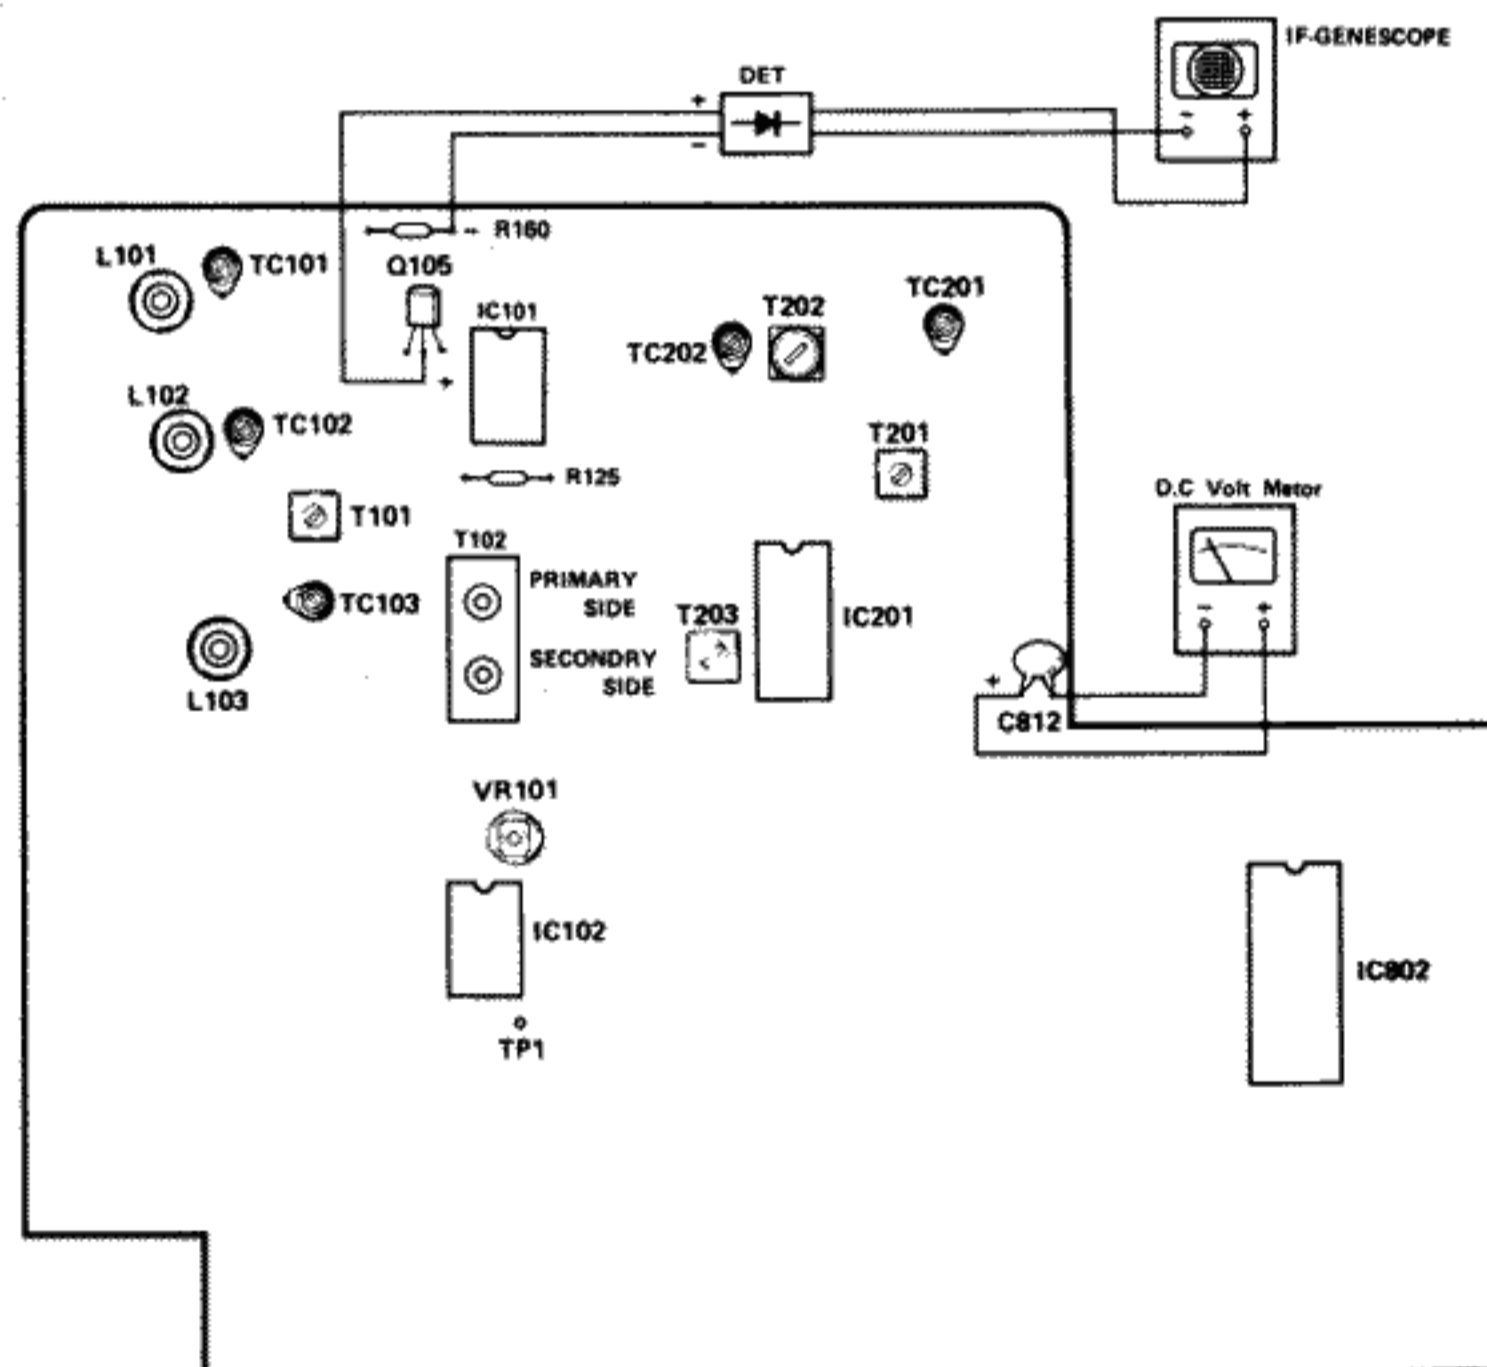 IF-GENESCOPE
DET
+
-
- +
R160
L101
TC101
Q105
IC101
T202
TC201
TC202
+
L102
TC102
T201
R125
D.C Volt Metor
T101
T102
PRIMARY
SIDE
TC103
T203
IC201
- +
SECONDRY
SIDE
+
L103
C812
VR101
IC102
IC802
TP1